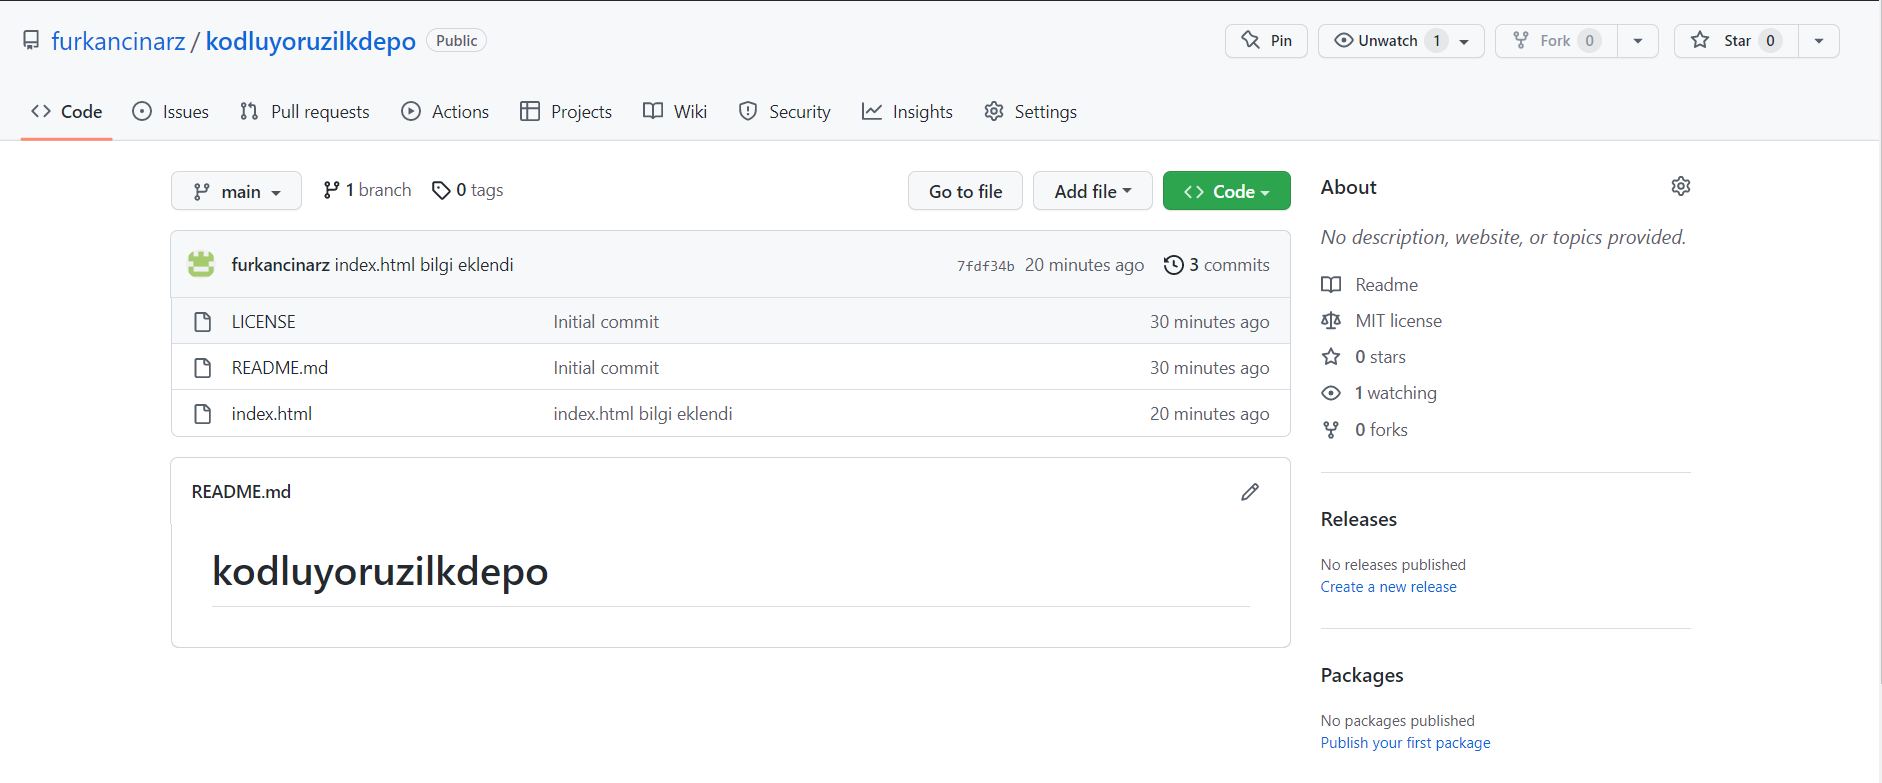 furkancinarz / kodluyoruzilkdepo Public Pin Unwatch 1 Fork 0 Star 0
Code Issues Pull requests Actions Projects Wiki Security Insights Settings
main 1 branch 0 tags Go to file Add file Code
furkancinarz index.html bilgi eklendi 7fdf34b 20 minutes ago 3 commits
LICENSE Initial commit 30 minutes ago
README.md Initial commit 30 minutes ago
index.html index.html bilgi eklendi 20 minutes ago
README.md
kodluyoruzilkdepo
About
No description, website, or topics provided.
Readme
MIT license
0 stars
1 watching
0 forks
Releases
No releases published
Create a new release
Packages
No packages published
Publish your first package